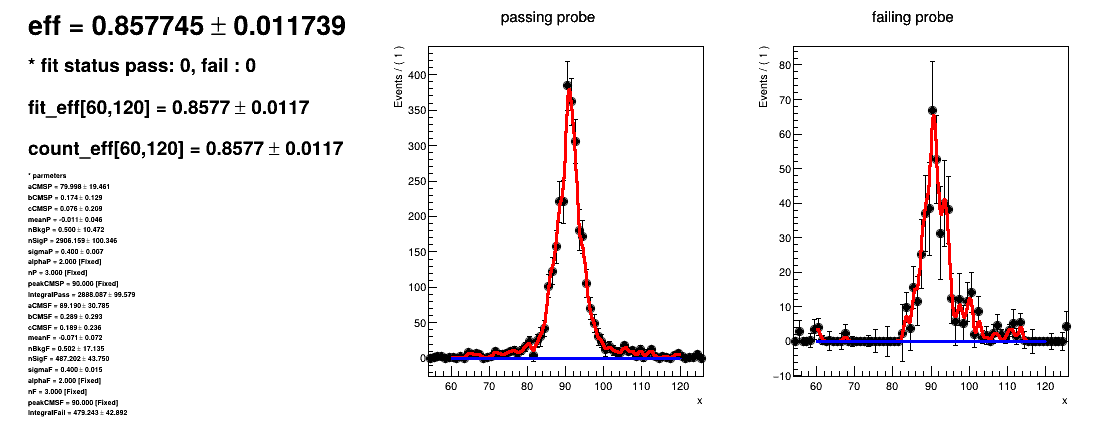 eff = 0.857745 ± 0.011739
* fit status pass: 0, fail : 0
fit_eff[60,120] = 0.8577 ± 0.0117
count_eff[60,120] = 0.8577 ± 0.0117
* parmeters
aCMSP = 79.998 ± 19.461
bCMSP = 0.174 ± 0.129
cCMSP = 0.076 ± 0.209
meanP = -0.011 ± 0.046
nBkgP = 0.500 ± 10.472
nSigP = 2906.159 ± 100.346
sigmaP = 0.400 ± 0.007
alphaP = 2.000 [Fixed]
nP = 3.000 [Fixed]
peakCMSP = 90.000 [Fixed]
IntegralPass = 2888.087 ± 99.579
aCMSF = 89.190 ± 30.785
bCMSF = 0.289 ± 0.293
cCMSF = 0.189 ± 0.236
meanF = -0.071 ± 0.072
nBkgF = 0.502 ± 17.135
nSigF = 487.202 ± 43.750
sigmaF = 0.400 ± 0.015
alphaF = 2.000 [Fixed]
nF = 3.000 [Fixed]
peakCMSF = 90.000 [Fixed]
IntegralFail = 479.243 ± 42.892
passing probe
Events / ( 1 )
400
350
300
250
200
150
100
50
0
60 70 80 90 100 110 120
x
failing probe
Events / ( 1 )
80
70
60
50
40
30
20
10
0
−10
60 70 80 90 100 110 120
x